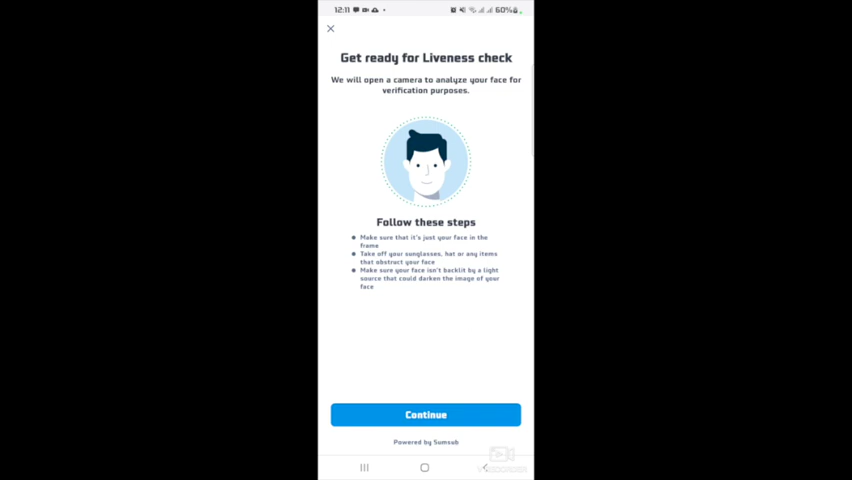 12:11
60%
Get ready for Liveness check
We will open a camera to analyze your face for
verification purposes.
Follow these steps
Make sure that it's just your face in the
frame
Take off your sunglasses, hat or any items
that obstruct your face
Make sure your face isn't backlit by a light
source that could darken the image of your
face
Continue
Powered by Sumsub